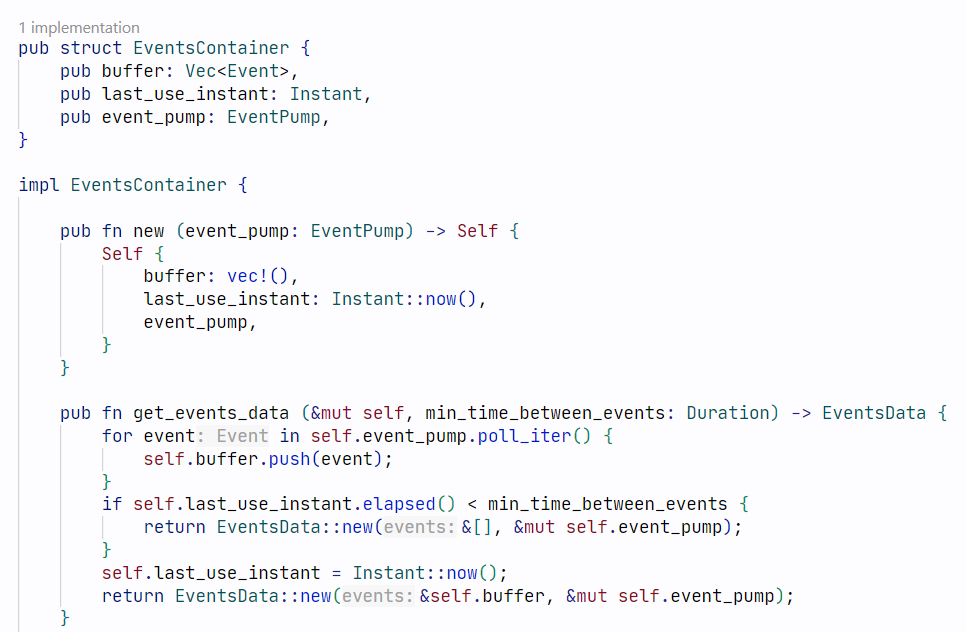 1 implementation
pub struct EventsContainer {
    pub buffer: Vec<Event>,
    pub last_use_instant: Instant,
    pub event_pump: EventPump,
}

impl EventsContainer {

    pub fn new (event_pump: EventPump) -> Self {
        Self {
            buffer: vec!(),
            last_use_instant: Instant::now(),
            event_pump,
        }
    }

    pub fn get_events_data (&mut self, min_time_between_events: Duration) -> EventsData {
        for event: Event in self.event_pump.poll_iter() {
            self.buffer.push(event);
        }
        if self.last_use_instant.elapsed() < min_time_between_events {
            return EventsData::new(events: &[], &mut self.event_pump);
        }
        self.last_use_instant = Instant::now();
        return EventsData::new(events: &self.buffer, &mut self.event_pump);
    }